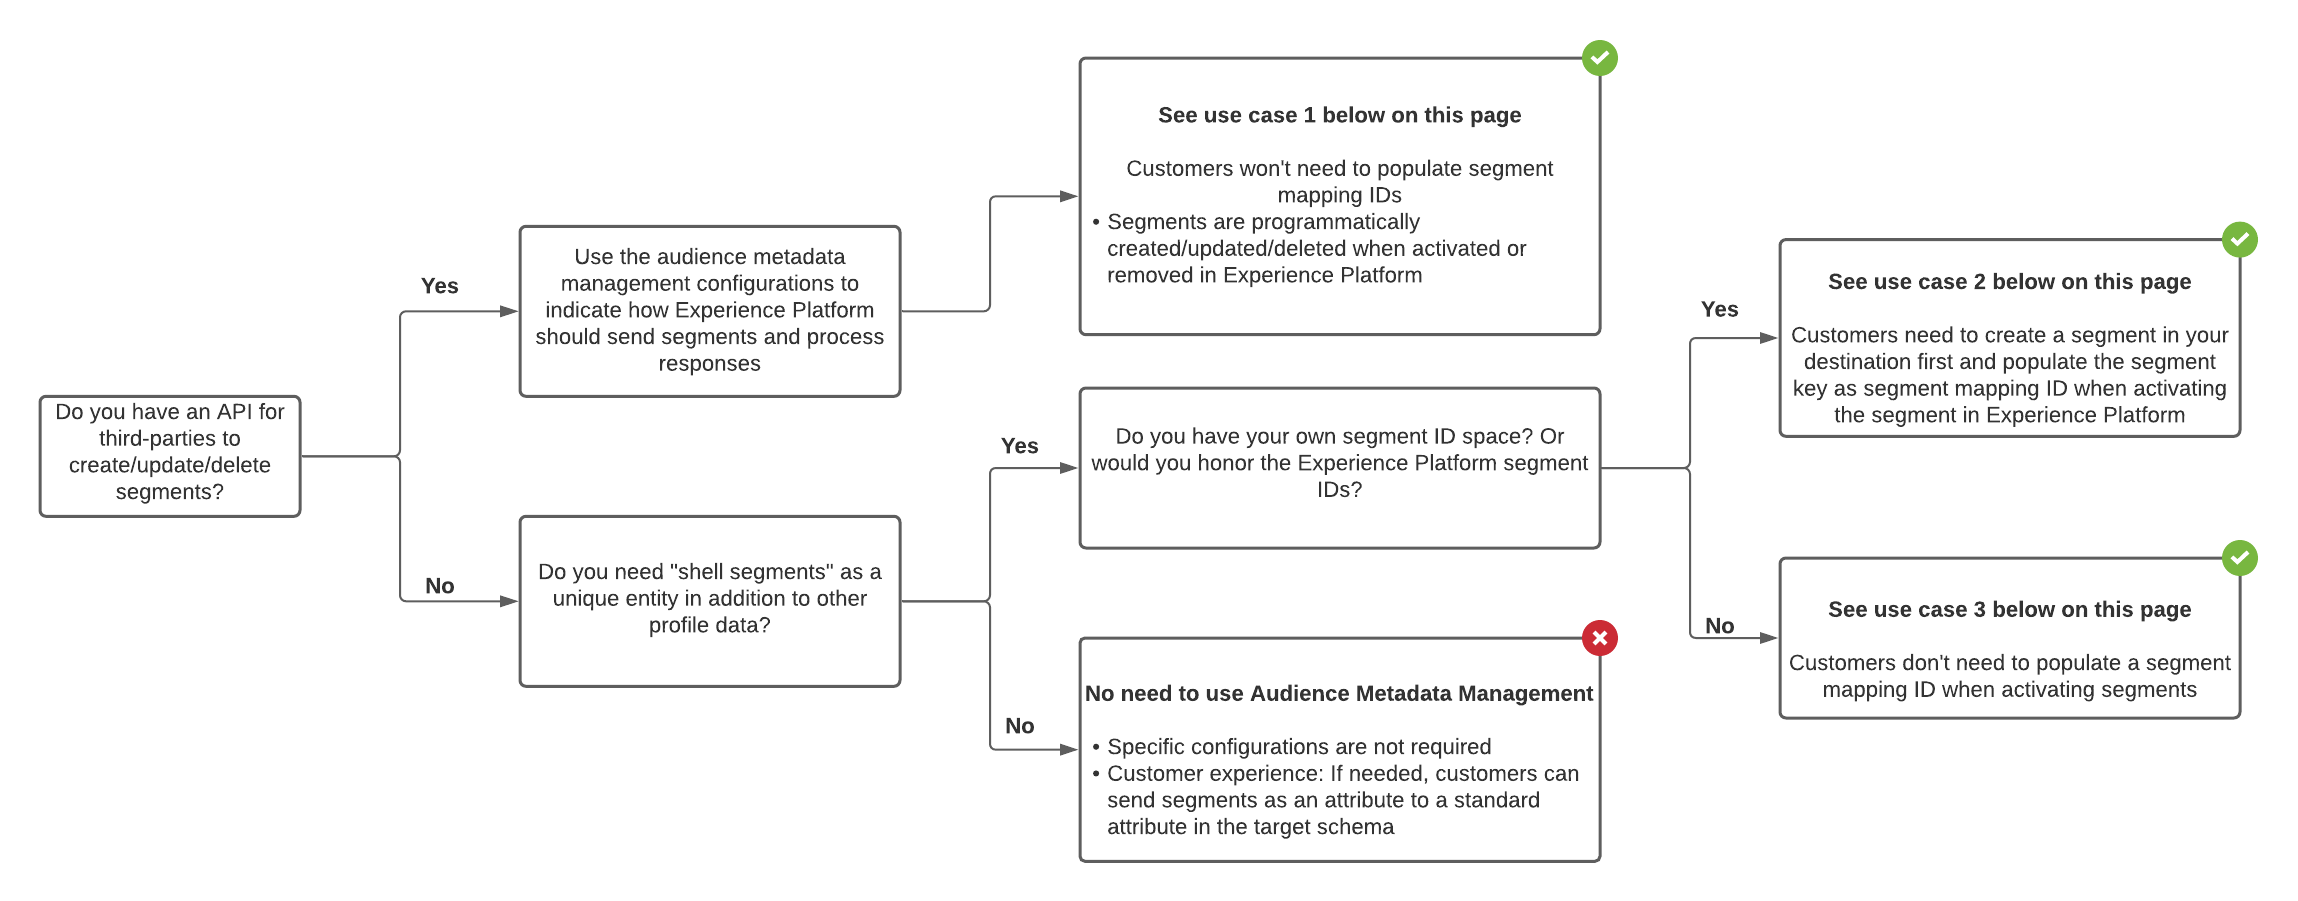 Do you have an API for
third-parties to
create/update/delete
segments?
Yes
No
Use the audience metadata
management configurations to
indicate how Experience Platform
should send segments and process
responses
Do you need "shell segments" as a
unique entity in addition to other
profile data?
Yes
No
See use case 1 below on this page
Customers won't need to populate segment
mapping IDs
• Segments are programmatically
created/updated/deleted when activated or
removed in Experience Platform
Do you have your own segment ID space? Or
would you honor the Experience Platform segment
IDs?
No need to use Audience Metadata Management
• Specific configurations are not required
• Customer experience: If needed, customers can
send segments as an attribute to a standard
attribute in the target schema
Yes
No
See use case 2 below on this page
Customers need to create a segment in your
destination first and populate the segment
key as segment mapping ID when activating
the segment in Experience Platform
See use case 3 below on this page
Customers don't need to populate a segment
mapping ID when activating segments